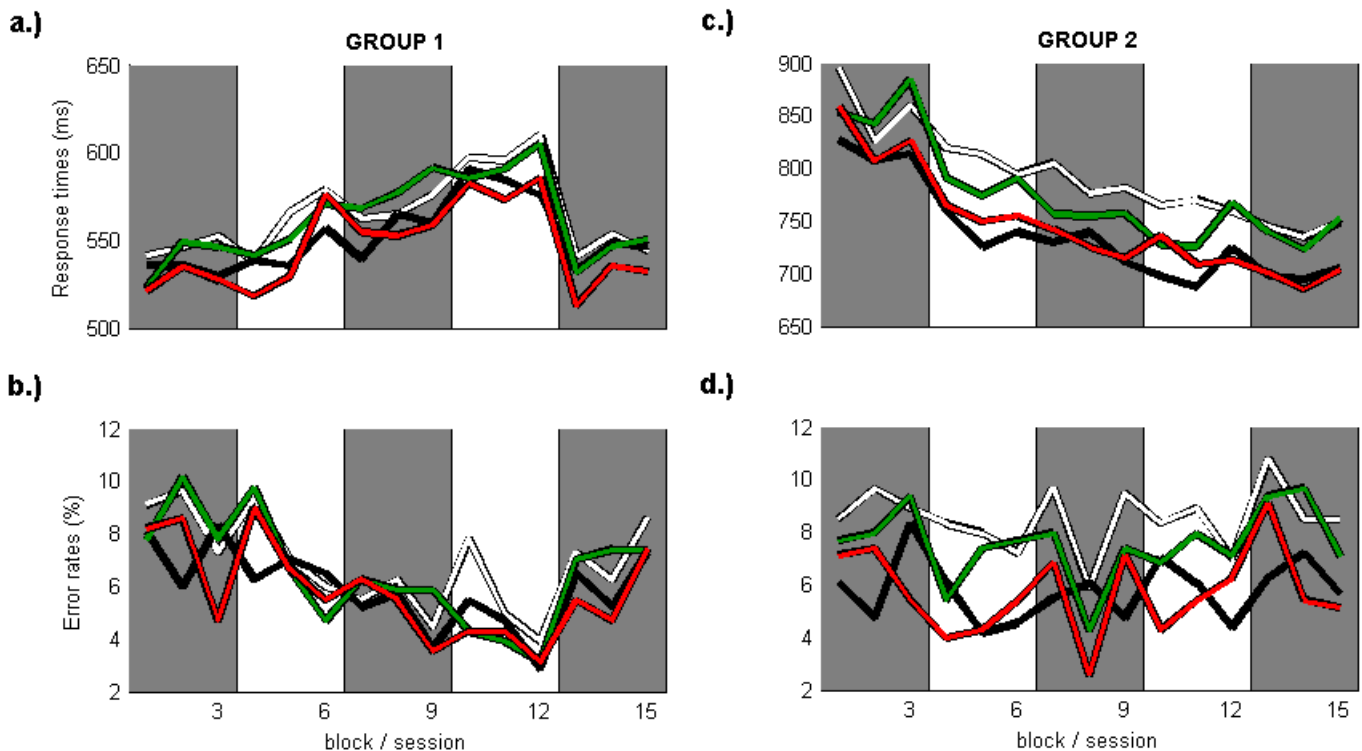 a.)
GROUP 1
650
600
550
500
Response times (ms)
c.)
GROUP 2
900
850
800
750
700
650
b.)
12
10
8
6
4
2
Error rates (%)
3 6 9 12 15
block / session
d.)
12
10
8
6
4
2
3 6 9 12 15
block / session